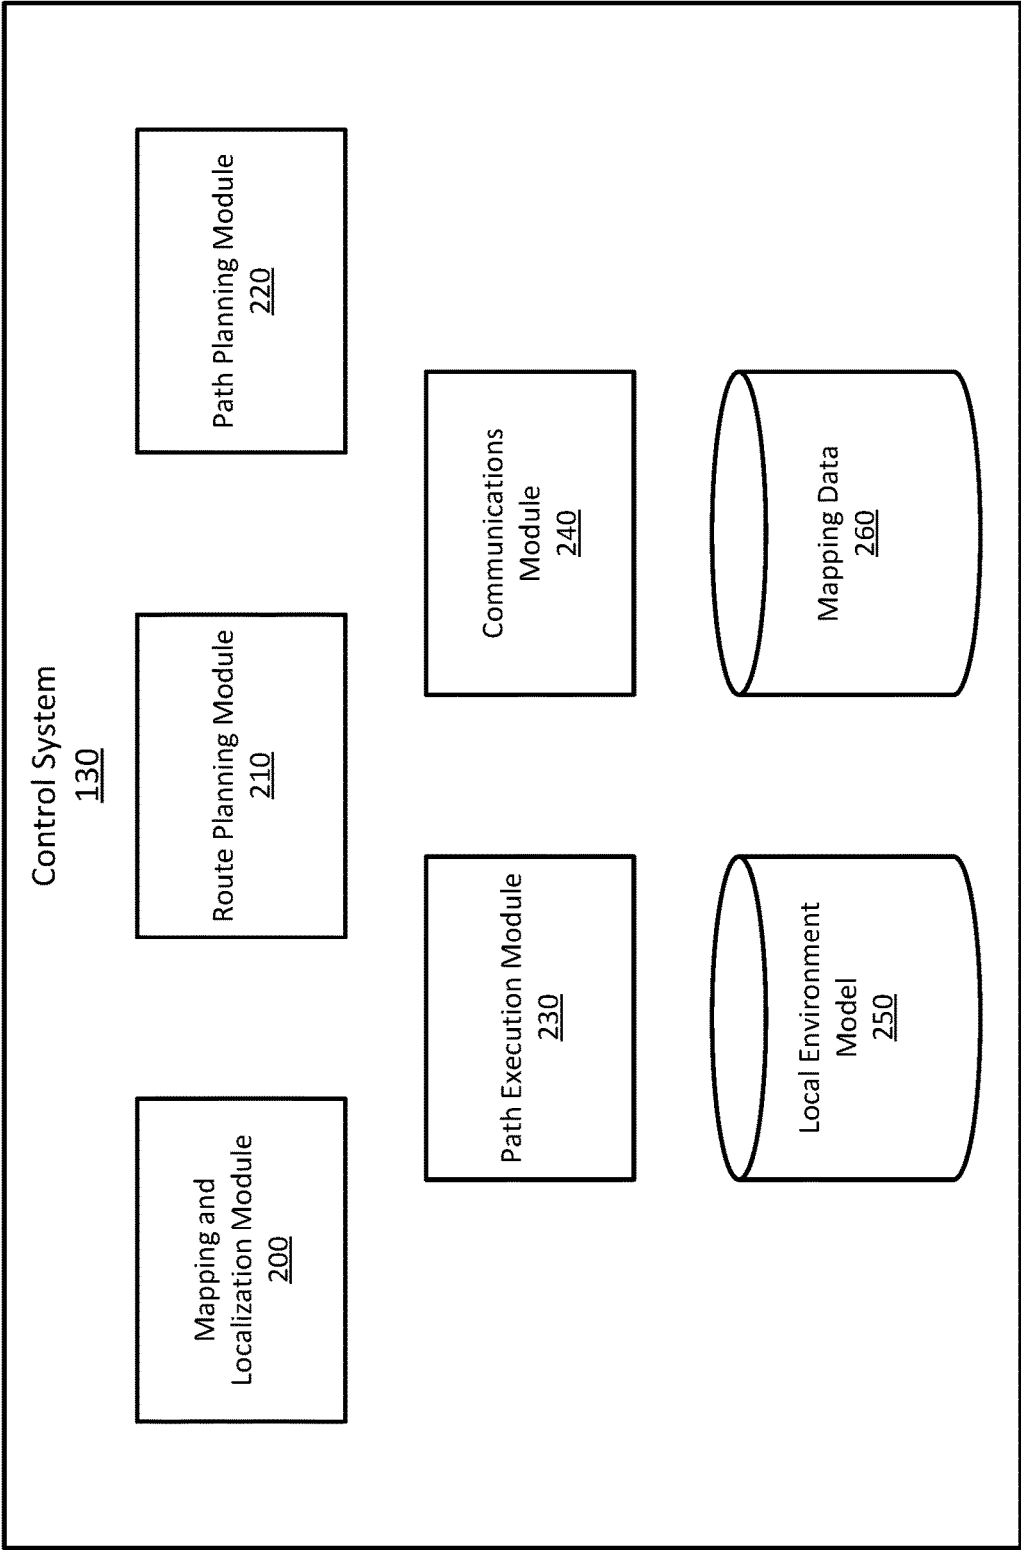 Control System
130
Mapping and
Localization Module
200
Route Planning Module
210
Path Planning Module
220
Path Execution Module
230
Communications
Module
240
Local Environment
Model
250
Mapping Data
260